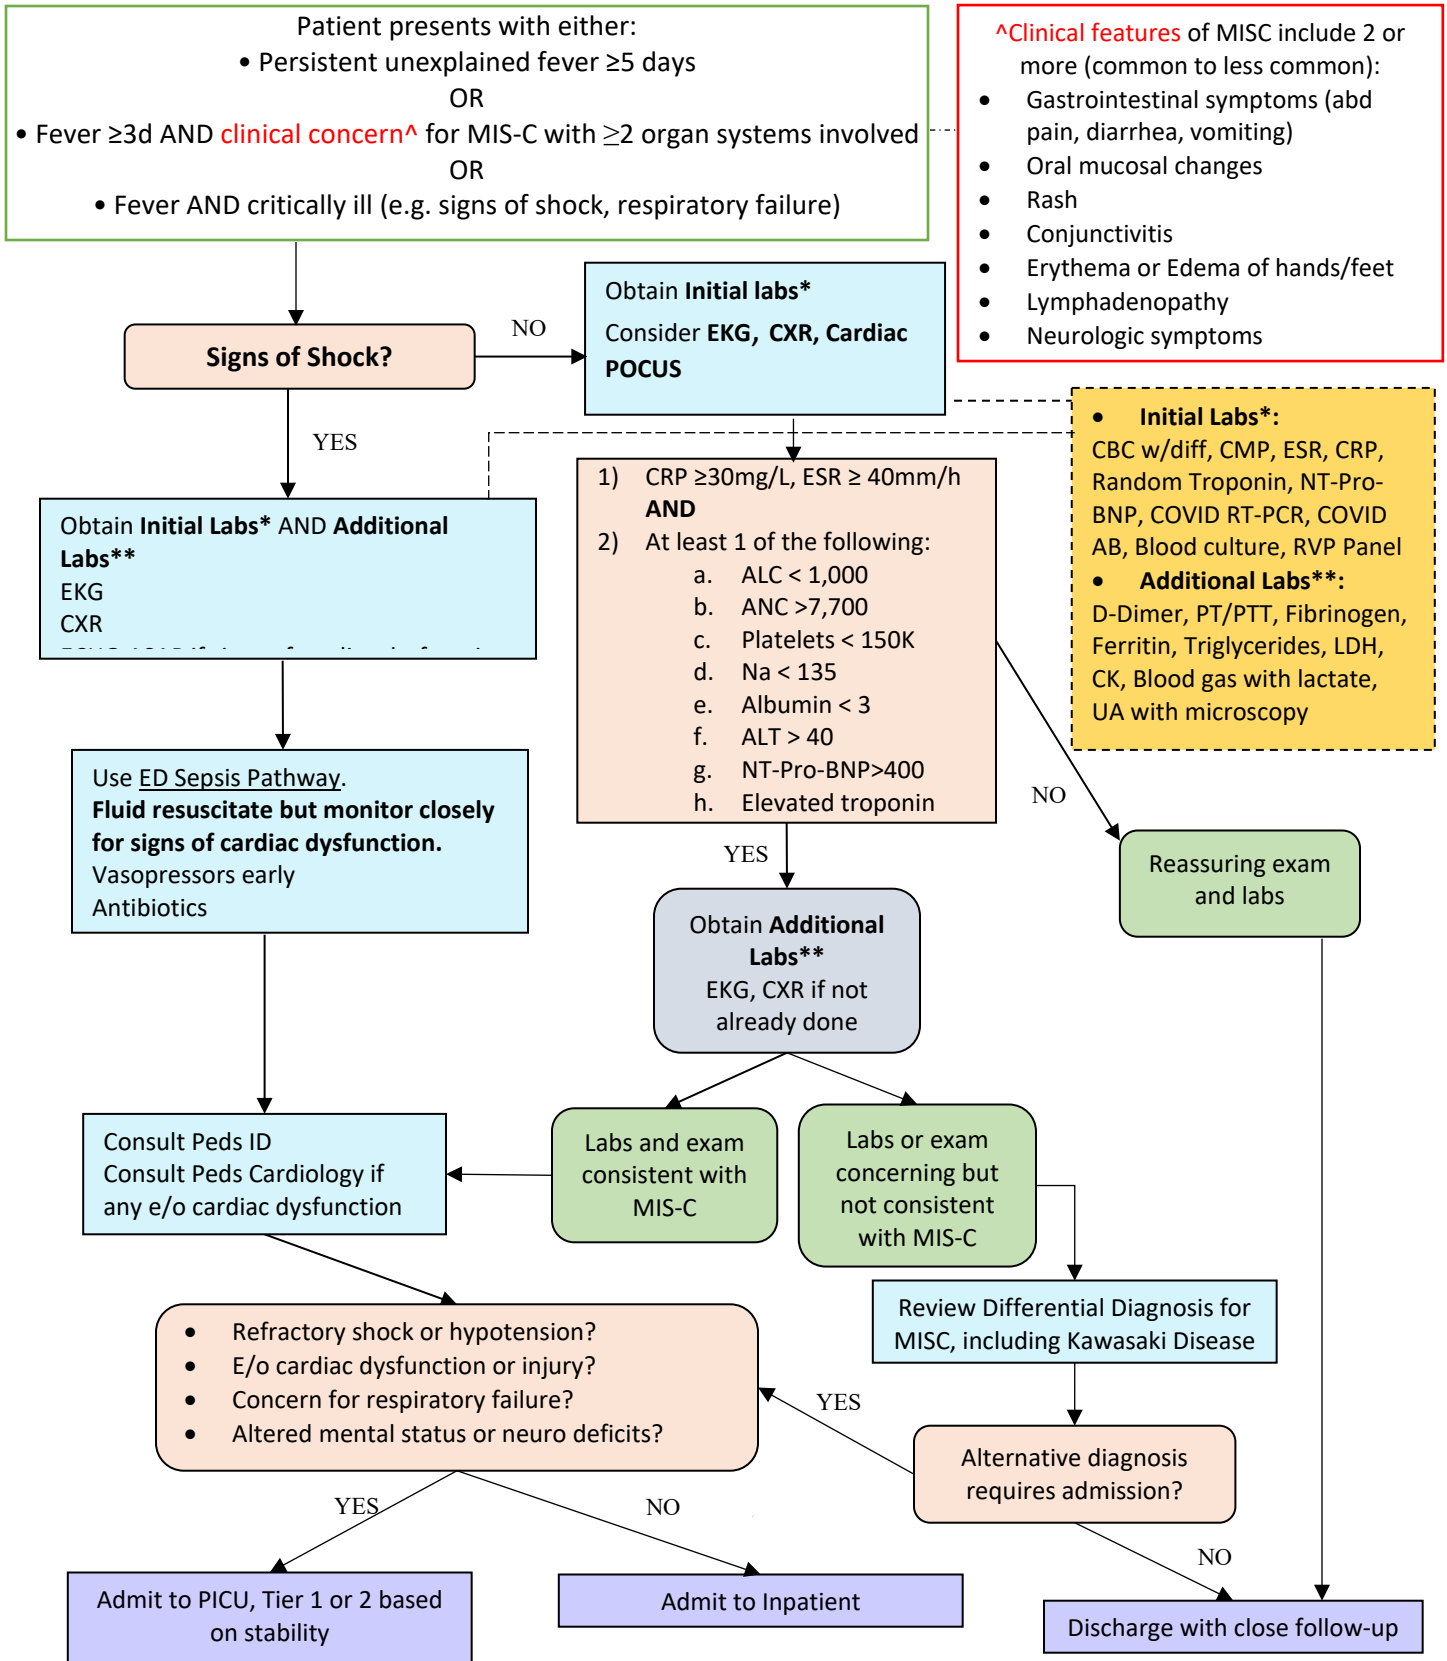 Patient presents with either:
• Persistent unexplained fever ≥5 days
OR
• Fever ≥3d AND clinical concern^ for MIS-C with ≥2 organ systems involved
OR
• Fever AND critically ill (e.g. signs of shock, respiratory failure)
^Clinical features of MISC include 2 or
more (common to less common):
• Gastrointestinal symptoms (abd
pain, diarrhea, vomiting)
• Oral mucosal changes
• Rash
• Conjunctivitis
• Erythema or Edema of hands/feet
• Lymphadenopathy
• Neurologic symptoms
Signs of Shock?
NO
Obtain Initial labs*
Consider EKG, CXR, Cardiac
POCUS
YES
• Initial Labs*:
CBC w/diff, CMP, ESR, CRP,
Random Troponin, NT-Pro-
BNP, COVID RT-PCR, COVID
AB, Blood culture, RVP Panel
• Additional Labs**:
D-Dimer, PT/PTT, Fibrinogen,
Ferritin, Triglycerides, LDH,
CK, Blood gas with lactate,
UA with microscopy
Obtain Initial Labs* AND Additional
Labs**
EKG
CXR
1) CRP ≥30mg/L, ESR ≥ 40mm/h
AND
2) At least 1 of the following:
a. ALC < 1,000
b. ANC >7,700
c. Platelets < 150K
d. Na < 135
e. Albumin < 3
f. ALT > 40
g. NT-Pro-BNP>400
h. Elevated troponin
NO
YES
Use ED Sepsis Pathway.
Fluid resuscitate but monitor closely
for signs of cardiac dysfunction.
Vasopressors early
Antibiotics
Reassuring exam
and labs
Obtain Additional
Labs**
EKG, CXR if not
already done
Consult Peds ID
Consult Peds Cardiology if
any e/o cardiac dysfunction
Labs and exam
consistent with
MIS-C
Labs or exam
concerning but
not consistent
with MIS-C
Review Differential Diagnosis for
MISC, including Kawasaki Disease
• Refractory shock or hypotension?
• E/o cardiac dysfunction or injury?
• Concern for respiratory failure?
• Altered mental status or neuro deficits?
YES
Alternative diagnosis
requires admission?
YES
NO
NO
Admit to PICU, Tier 1 or 2 based
on stability
Admit to Inpatient
Discharge with close follow-up